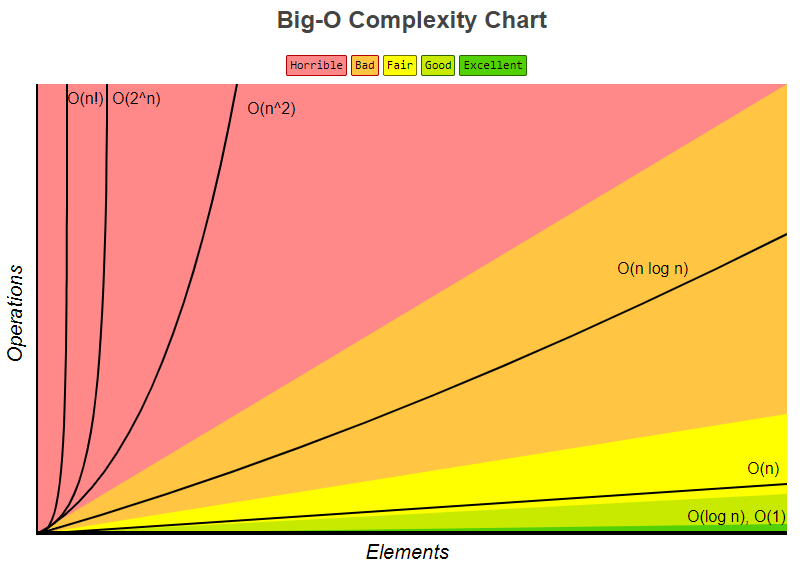 Big-O Complexity Chart
Horrible Bad Fair Good Excellent
O(n!) O(2^n)
O(n^2)
O(n log n)
O(n)
O(log n), O(1)
Operations
Elements